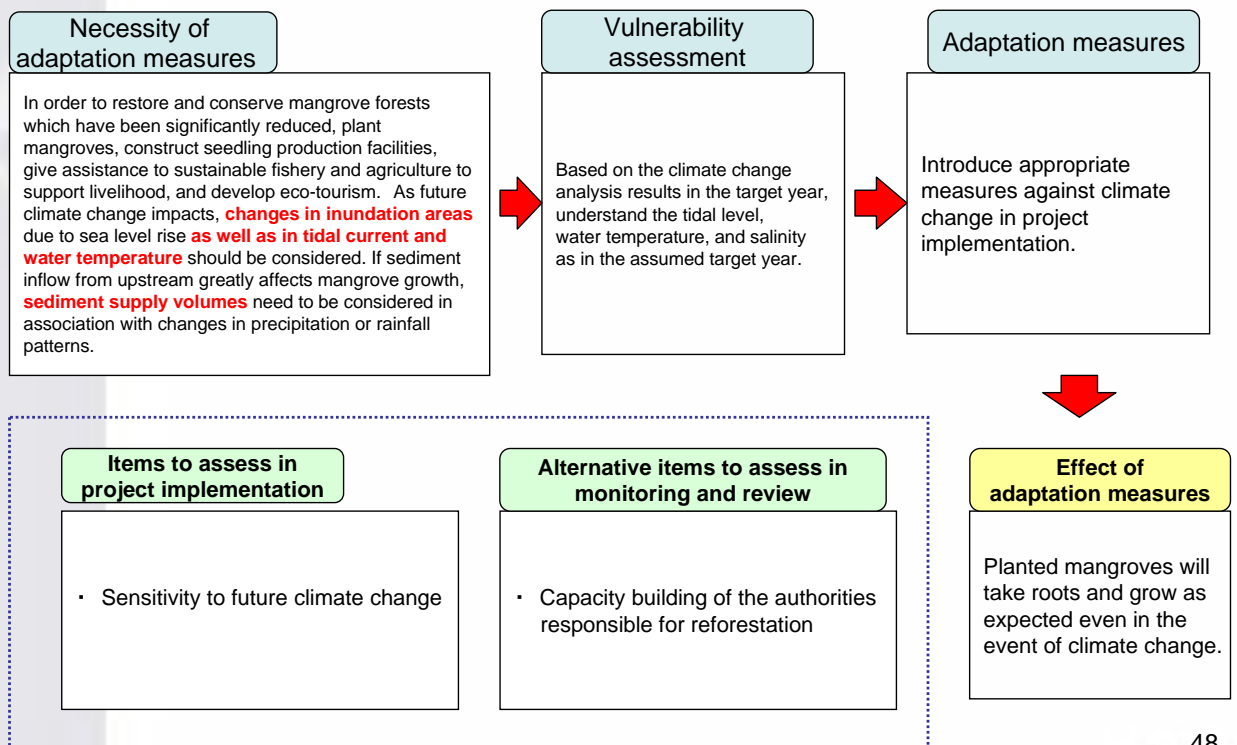 Necessity of
adaptation measures
In order to restore and conserve mangrove forests
which have been significantly reduced, plant
mangroves, construct seedling production facilities,
give assistance to sustainable fishery and agriculture to
support livelihood, and develop eco-tourism. As future
climate change impacts, changes in inundation areas
due to sea level rise as well as in tidal current and
water temperature should be considered. If sediment
inflow from upstream greatly affects mangrove growth,
sediment supply volumes need to be considered in
association with changes in precipitation or rainfall
patterns.
Vulnerability
assessment
Based on the climate change
analysis results in the target year,
understand the tidal level,
water temperature, and salinity
as in the assumed target year.
Adaptation measures
Introduce appropriate
measures against climate
change in project
implementation.
Items to assess in
project implementation
・ Sensitivity to future climate change
Alternative items to assess in
monitoring and review
・ Capacity building of the authorities
responsible for reforestation
Effect of
adaptation measures
Planted mangroves will
take roots and grow as
expected even in the
event of climate change.
48